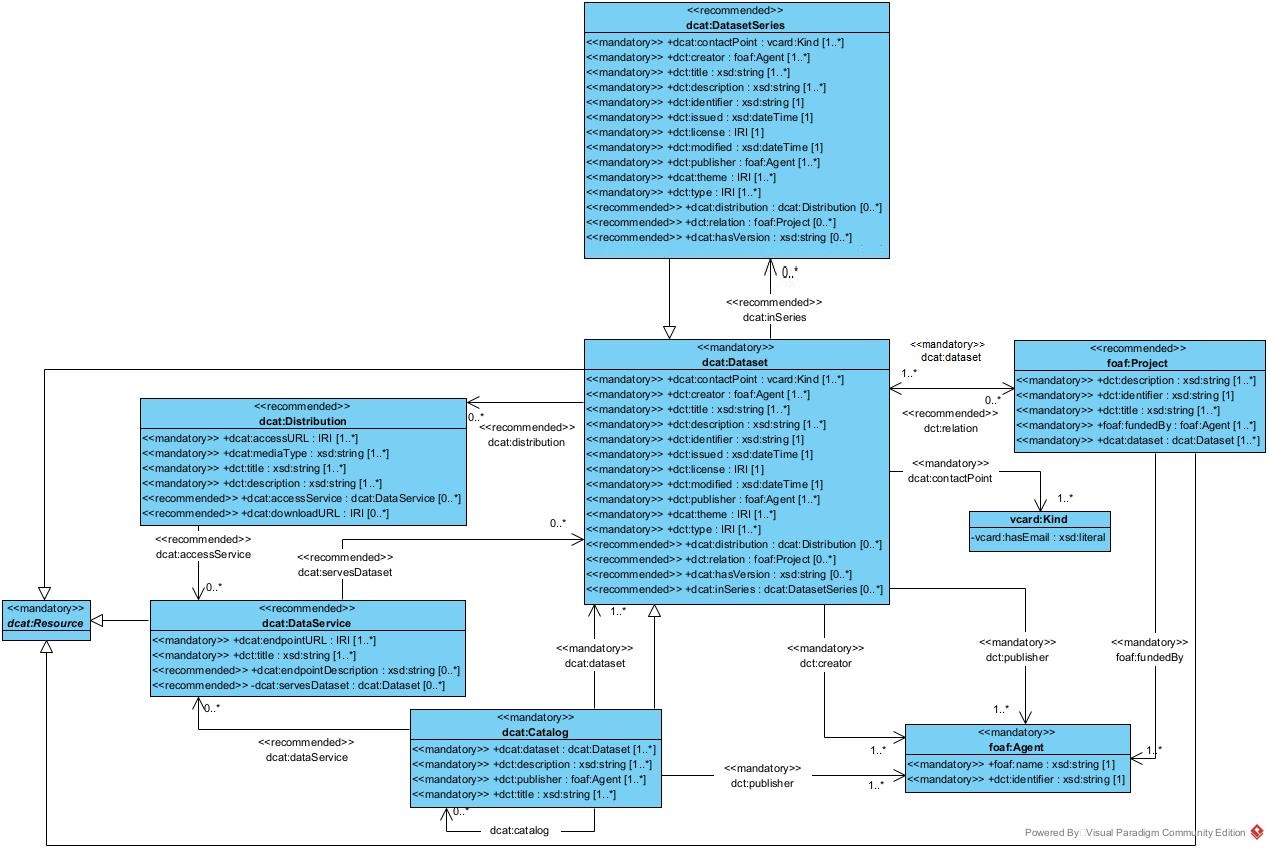 <<recommended>>
dcat:DatasetSeries
<<mandatory>> +dcat:contactPoint : vcard:Kind [1..*]
<<mandatory>> +dct:creator : foaf:Agent [1..*]
<<mandatory>> +dct:title : xsd:string [1..*]
<<mandatory>> +dct:description : xsd:string [1..*]
<<mandatory>> +dct:identifier : xsd:string [1]
<<mandatory>> +dct:issued : xsd:dateTime [1]
<<mandatory>> +dct:license : IRI [1]
<<mandatory>> +dct:modified : xsd:dateTime [1]
<<mandatory>> +dct:publisher : foaf:Agent [1..*]
<<mandatory>> +dcat:theme : IRI [1..*]
<<mandatory>> +dct:type : IRI [1..*]
<<recommended>> +dcat:distribution : dcat:Distribution [0..*]
<<recommended>> +dct:relation : foaf:Project [0..*]
<<recommended>> +dcat:hasVersion : xsd:string [0..*]
0..*
<<recommended>>
dcat:inSeries
<<mandatory>>
dcat:Dataset
<<mandatory>> +dcat:contactPoint : vcard:Kind [1..*]
<<mandatory>> +dct:creator : foaf:Agent [1..*]
<<mandatory>> +dct:title : xsd:string [1..*]
<<mandatory>> +dct:description : xsd:string [1..*]
<<mandatory>> +dct:identifier : xsd:string [1]
<<mandatory>> +dct:issued : xsd:dateTime [1]
<<mandatory>> +dct:license : IRI [1]
<<mandatory>> +dct:modified : xsd:dateTime [1]
<<mandatory>> +dct:publisher : foaf:Agent [1..*]
<<mandatory>> +dcat:theme : IRI [1..*]
<<mandatory>> +dct:type : IRI [1..*]
<<recommended>> +dcat:distribution : dcat:Distribution [0..*]
<<recommended>> +dct:relation : foaf:Project [0..*]
<<recommended>> +dcat:hasVersion : xsd:string [0..*]
<<recommended>> +dcat:inSeries : dcat:DatasetSeries [0..*]
<<mandatory>>
dcat:dataset
1..*
0..*
<<recommended>>
dct:relation
<<recommended>>
foaf:Project
<<mandatory>> +dct:description : xsd:string [1..*]
<<mandatory>> +dct:identifier : xsd:string [1]
<<mandatory>> +dct:title : xsd:string [1..*]
<<mandatory>> +foaf:fundedBy : foaf:Agent [1..*]
<<mandatory>> +dcat:dataset : dcat:Dataset [1..*]
<<recommended>>
dcat:Distribution
<<mandatory>> +dcat:accessURL : IRI [1..*]
<<mandatory>> +dcat:mediaType : xsd:string [1..*]
<<mandatory>> +dct:title : xsd:string [1..*]
<<mandatory>> +dct:description : xsd:string [1..*]
<<recommended>> +dcat:accessService : dcat:DataService [0..*]
<<recommended>> +dcat:downloadURL : IRI [0..*]
0..*
<<recommended>>
dcat:distribution
<<mandatory>>
dcat:contactPoint
1..*
vcard:Kind
-vcard:hasEmail : xsd:literal
<<recommended>>
dcat:accessService
0..*
<<recommended>>
dcat:servesDataset
0..*
<<mandatory>>
dcat:Resource
<<recommended>>
dcat:DataService
<<mandatory>> +dcat:endpointURL : IRI [1..*]
<<mandatory>> +dct:title : xsd:string [1..*]
<<recommended>> +dcat:endpointDescription : xsd:string [0..*]
<<recommended>> -dcat:servesDataset : dcat:Dataset [0..*]
1..*
<<mandatory>>
dcat:dataset
<<mandatory>>
dct:creator
1..*
<<mandatory>>
dct:publisher
1..*
<<mandatory>>
foaf:fundedBy
1..*
0..*
<<recommended>>
dcat:dataService
<<mandatory>>
dcat:Catalog
<<mandatory>> +dcat:dataset : dcat:Dataset [1..*]
<<mandatory>> +dct:description : xsd:string [1..*]
<<mandatory>> +dct:publisher : foaf:Agent [1..*]
<<mandatory>> +dct:title : xsd:string [1..*]
0..*
dcat:catalog
<<mandatory>>
dct:publisher
1..*
<<mandatory>>
foaf:Agent
<<mandatory>> +foaf:name : xsd:string [1]
<<mandatory>> +dct:identifier : xsd:string [1]
Powered By Visual Paradigm Community Edition